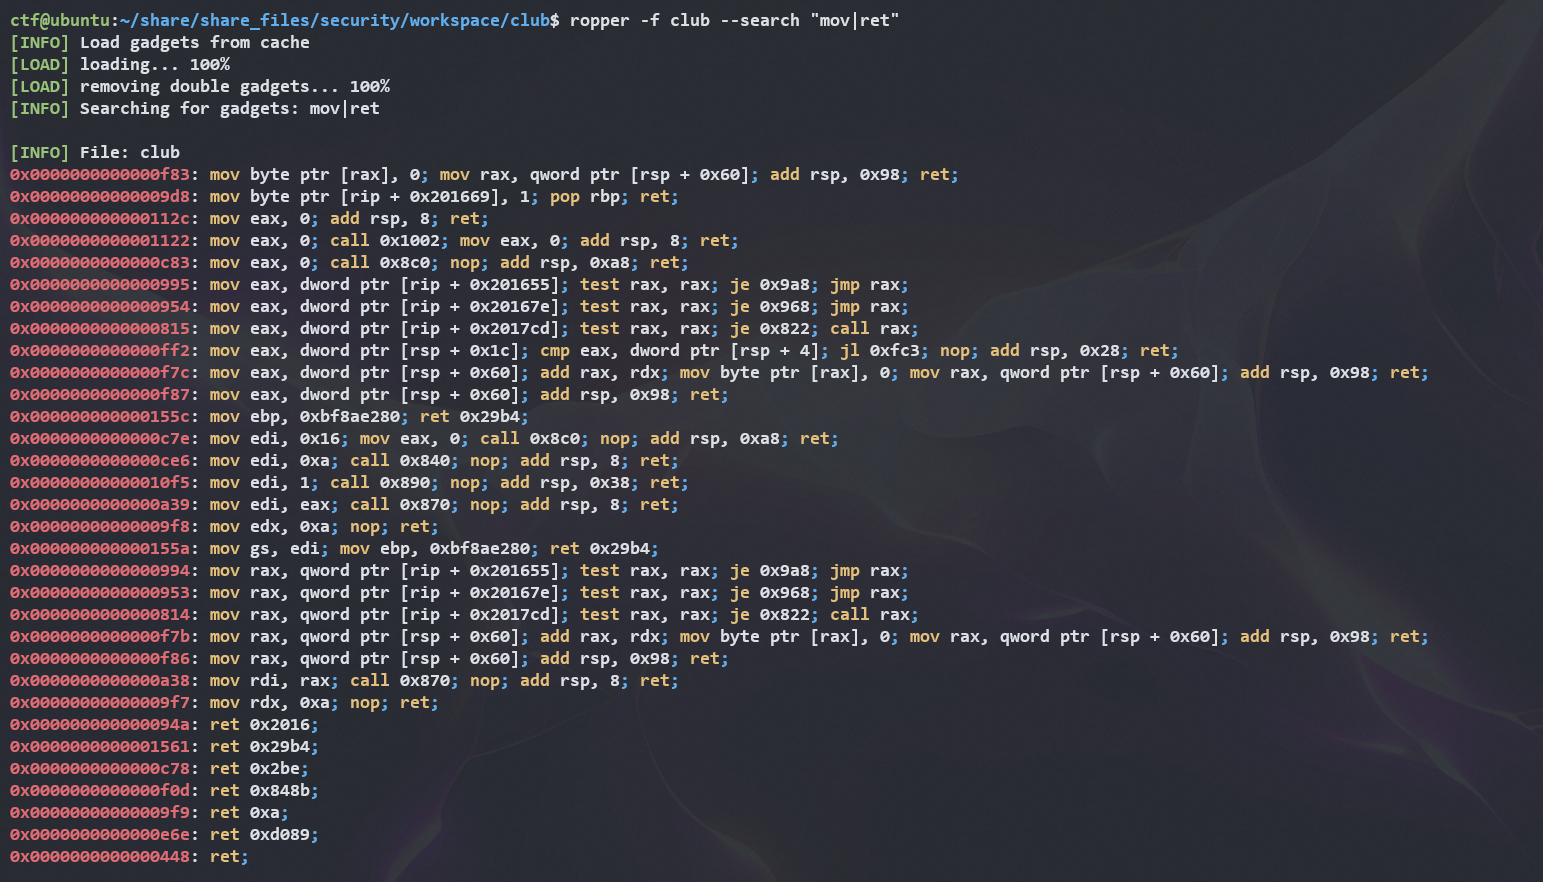 ctf@ubuntu:~/share/share_files/security/workspace/club$ ropper -f club --search "mov|ret"
[INFO] Load gadgets from cache
[LOAD] loading... 100%
[LOAD] removing double gadgets... 100%
[INFO] Searching for gadgets: mov|ret
[INFO] File: club
0x0000000000000f83: mov byte ptr [rax], 0; mov rax, qword ptr [rsp + 0x60]; add rsp, 0x98; ret;
0x00000000000009d8: mov byte ptr [rip + 0x201669], 1; pop rbp; ret;
0x000000000000112c: mov eax, 0; add rsp, 8; ret;
0x0000000000001122: mov eax, 0; call 0x1002; mov eax, 0; add rsp, 8; ret;
0x0000000000000c83: mov eax, 0; call 0x8c0; nop; add rsp, 0xa8; ret;
0x0000000000000995: mov eax, dword ptr [rip + 0x201655]; test rax, rax; je 0x9a8; jmp rax;
0x0000000000000954: mov eax, dword ptr [rip + 0x20167e]; test rax, rax; je 0x968; jmp rax;
0x0000000000000815: mov eax, dword ptr [rip + 0x2017cd]; test rax, rax; je 0x822; call rax;
0x0000000000000ff2: mov eax, dword ptr [rsp + 0x1c]; cmp eax, dword ptr [rsp + 4]; jl 0xfc3; nop; add rsp, 0x28; ret;
0x0000000000000f7c: mov eax, dword ptr [rsp + 0x60]; add rax, rdx; mov byte ptr [rax], 0; mov rax, qword ptr [rsp + 0x60]; add rsp, 0x98; ret;
0x0000000000000f87: mov eax, dword ptr [rsp + 0x60]; add rsp, 0x98; ret;
0x000000000000155c: mov ebp, 0xbf8ae280; ret 0x29b4;
0x0000000000000c7e: mov edi, 0x16; mov eax, 0; call 0x8c0; nop; add rsp, 0xa8; ret;
0x0000000000000ce6: mov edi, 0xa; call 0x840; nop; add rsp, 8; ret;
0x00000000000010f5: mov edi, 1; call 0x890; nop; add rsp, 0x38; ret;
0x0000000000000a39: mov edi, eax; call 0x870; nop; add rsp, 8; ret;
0x00000000000009f8: mov edx, 0xa; nop; ret;
0x000000000000155a: mov gs, edi; mov ebp, 0xbf8ae280; ret 0x29b4;
0x0000000000000994: mov rax, qword ptr [rip + 0x201655]; test rax, rax; je 0x9a8; jmp rax;
0x0000000000000953: mov rax, qword ptr [rip + 0x20167e]; test rax, rax; je 0x968; jmp rax;
0x0000000000000814: mov rax, qword ptr [rip + 0x2017cd]; test rax, rax; je 0x822; call rax;
0x0000000000000f7b: mov rax, qword ptr [rsp + 0x60]; add rax, rdx; mov byte ptr [rax], 0; mov rax, qword ptr [rsp + 0x60]; add rsp, 0x98; ret;
0x0000000000000f86: mov rax, qword ptr [rsp + 0x60]; add rsp, 0x98; ret;
0x0000000000000a38: mov rdi, rax; call 0x870; nop; add rsp, 8; ret;
0x00000000000009f7: mov rdx, 0xa; nop; ret;
0x000000000000094a: ret 0x2016;
0x0000000000001561: ret 0x29b4;
0x0000000000000c78: ret 0x2be;
0x0000000000000f0d: ret 0x848b;
0x00000000000009f9: ret 0xa;
0x0000000000000e6e: ret 0xd089;
0x0000000000000448: ret;